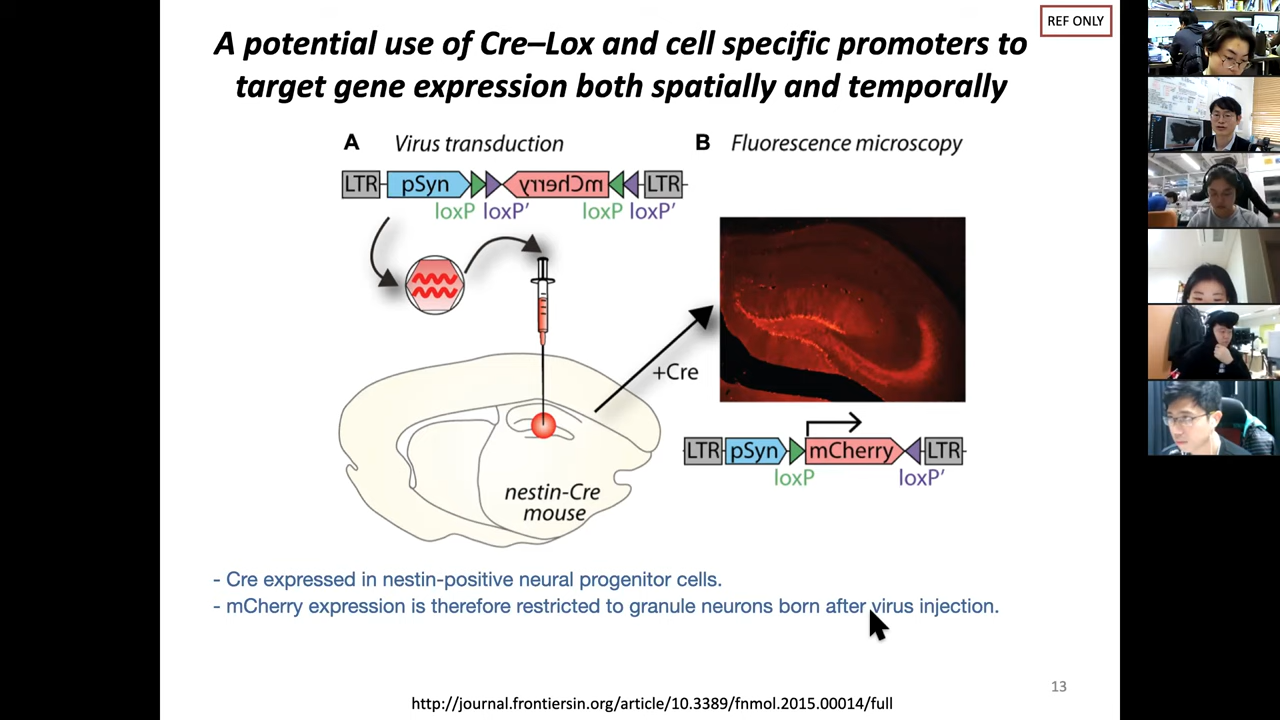 REF ONLY
A potential use of Cre–Lox and cell specific promoters to
target gene expression both spatially and temporally
A Virus transduction
LTR pSyn mCherry LTR
loxP loxP' loxP loxP'
B Fluorescence microscopy
+Cre
nestin-Cre
mouse
LTR pSyn mCherry LTR
loxP loxP'
- Cre expressed in nestin-positive neural progenitor cells.
- mCherry expression is therefore restricted to granule neurons born after virus injection.
13
http://journal.frontiersin.org/article/10.3389/fnmol.2015.00014/full